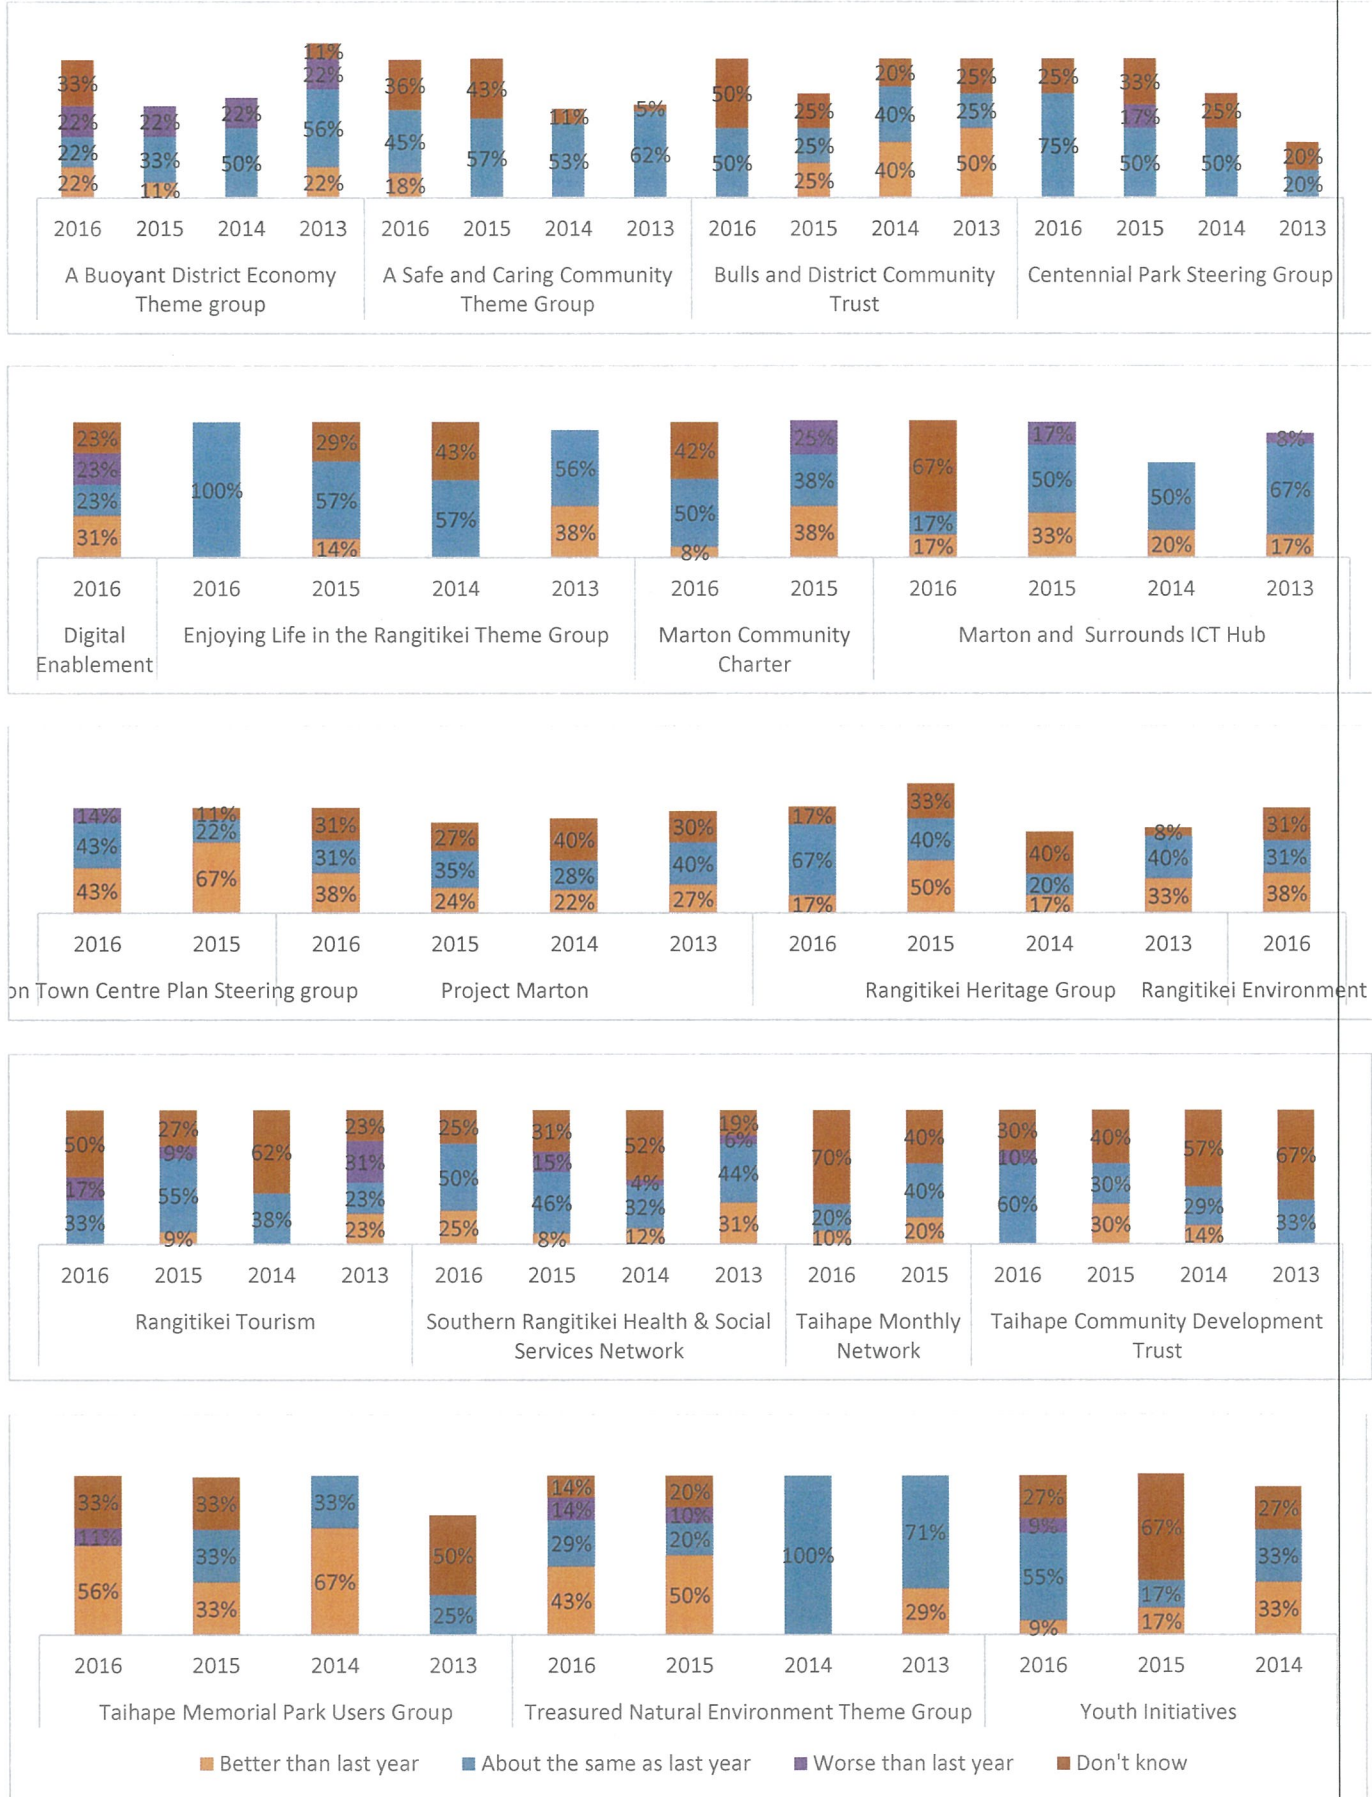 33% 11%
22% 22% 22% 22%
22% 33% 50% 56%
22% 11% 22%
36% 43% 11% 5%
45% 57% 53% 62%
18%
50% 25% 20% 25%
50% 25% 40% 25%
25% 40% 50%
25% 33% 25% 20%
75% 17% 50% 20%
50%
2016 2015 2014 2013 2016 2015 2014 2013 2016 2015 2014 2013 2016 2015 2014 2013
A Buoyant District Economy
Theme group
A Safe and Caring Community
Theme Group
Bulls and District Community
Trust
Centennial Park Steering Group
23%
23%
23%
31%
100% 29% 43% 56%
57% 57% 38%
14%
42% 25%
50% 38%
8% 38%
67% 17% 50% 8%
17% 50% 20% 67%
17% 33% 17%
2016 2016 2015 2014 2013 2016 2015 2016 2015 2014 2013
Digital
Enablement
Enjoying Life in the Rangitikei Theme Group
Marton Community
Charter
Marton and Surrounds ICT Hub
14% 11%
43% 22%
43% 67%
31% 27% 40% 30%
31% 35% 28% 40%
38% 24% 22% 27%
17% 33% 40% 8%
67% 40% 20% 40%
17% 50% 17% 33%
31%
31%
38%
2016 2015 2016 2015 2014 2013 2016 2015 2014 2013 2016
on Town Centre Plan Steering group
Project Marton
Rangitikei Heritage Group
Rangitikei Environment
50% 27% 62% 23%
17% 9% 38% 31%
33% 55% 23%
9% 23%
25% 31% 52% 19%
50% 15% 4% 6%
25% 46% 32% 44%
8% 12% 31%
70% 40%
20% 40%
10% 20%
30% 40% 57% 67%
10% 30% 29% 33%
60% 30% 14%
2016 2015 2014 2013 2016 2015 2014 2013 2016 2015 2016 2015 2014 2013
Rangitikei Tourism
Southern Rangitikei Health & Social
Services Network
Taihape Monthly
Network
Taihape Community Development
Trust
33% 33% 33% 50%
11% 33% 67% 25%
56% 33%
14% 20% 100% 71%
14% 10% 29%
29% 20%
43% 50%
27% 67% 27%
9% 17% 33%
55% 17% 33%
9%
2016 2015 2014 2013 2016 2015 2014 2013 2016 2015 2014
Taihape Memorial Park Users Group
Treasured Natural Environment Theme Group
Youth Initiatives
Better than last year About the same as last year Worse than last year Don't know